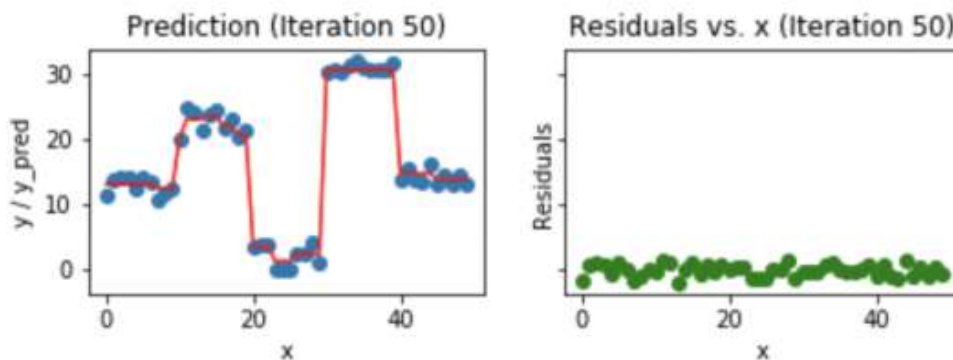 Prediction (Iteration 50)
y / y_pred
30
20
10
0
0
20
40
x
Residuals vs. x (Iteration 50)
Residuals
0
20
40
x